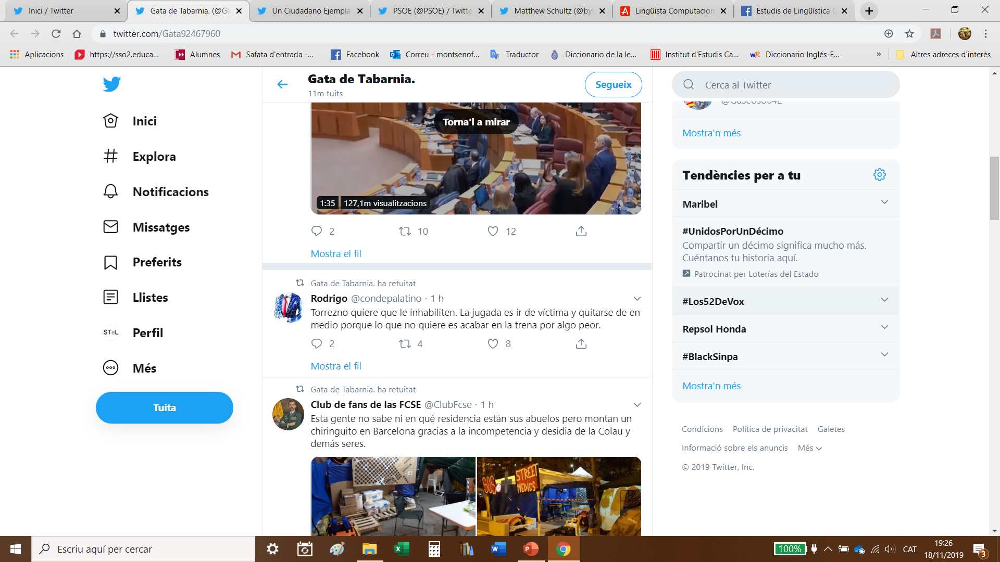 Inici / Twitter
Gata de Tabarnia. (@Ga
Un Ciudadano Ejempla
PSOE (@PSOE) / Twitte
Matthew Schultz (@by
Lingüista Computacion
Estudis de Lingüística
twitter.com/Gata92467960
Aplicacions
https://sso2.educa...
Alumnes
Safata d'entrada -...
Facebook
Correu - montsenof...
Traductor
Diccionario de la le...
Institut d'Estudis Ca...
Diccionario Inglés-E...
»
Altres adreces d'interès
Inici
Explora
Notificacions
Missatges
Preferits
Llistes
STeL
Perfil
Més
Tuita
Gata de Tabarnia.
11m tuits
Segueix
Torna'l a mirar
1:35
127,1m visualitzacions
2
10
12
Mostra el fil
Gata de Tabarnia. ha retuitat
Rodrigo @condepalatino · 1 h
Torrezno quiere que le inhabiliten. La jugada es ir de víctima y quitarse de en
medio porque lo que no quiere es acabar en la trena por algo peor.
2
4
8
Mostra el fil
Gata de Tabarnia. ha retuitat
Club de fans de las FCSE @ClubFcse · 1 h
Esta gente no sabe ni en qué residencia están sus abuelos pero montan un
chiringuito en Barcelona gracias a la incompetencia y desidia de la Colau y
demás seres.
SOS
STREET
MEDICS
Cerca al Twitter
Mostra'n més
Tendències per a tu
Maribel
#UnidosPorUnDécimo
Compartir un décimo significa mucho más.
Cuéntanos tu historia aquí.
Patrocinat per Loterías del Estado
#Los52DeVox
Repsol Honda
#BlackSinpa
Mostra'n més
Condicions Política de privacitat Galetes
Informació sobre els anuncis Més
© 2019 Twitter, Inc.
Escriu aquí per cercar
100%
CAT
19:26
18/11/2019
3